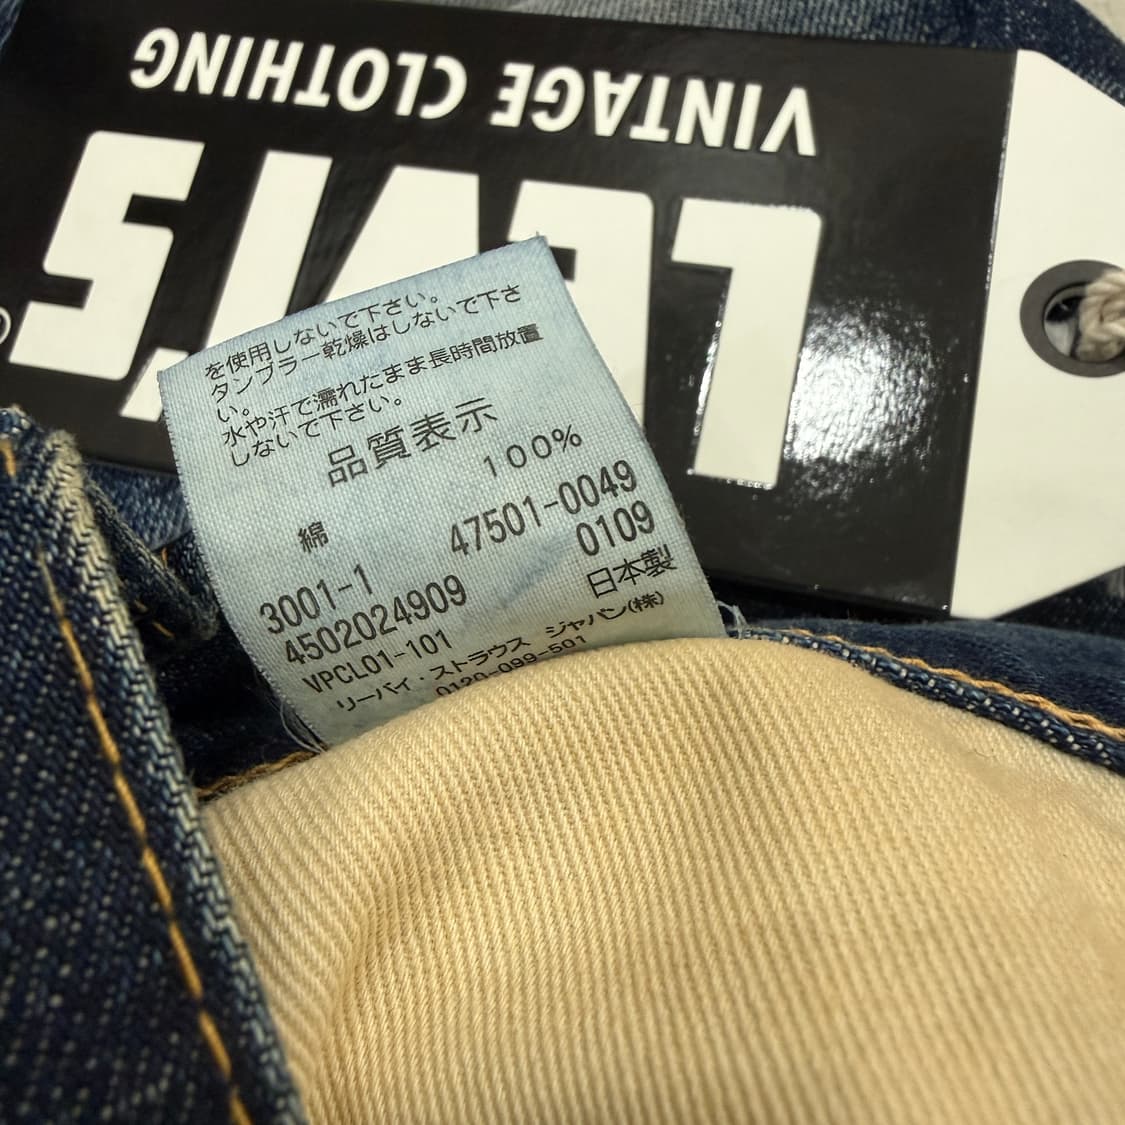 VINTAGE CLOTHING
LEVI'S
®
を使用しないで下さい。
タンブラー乾燥はしないで下さ
い。
水や汗で濡れたまま長時間放置
しないで下さい。
品質表示
綿 100%
3001-1 47501-0049
4502024909 0109
VPCL01-101 日本製
リーバイ・ストラウス ジャパン(株)
0120-099-501